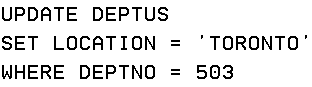 UPDATE DEPTUS
SET LOCATION = 'TORONTO'
WHERE DEPTNO = 503